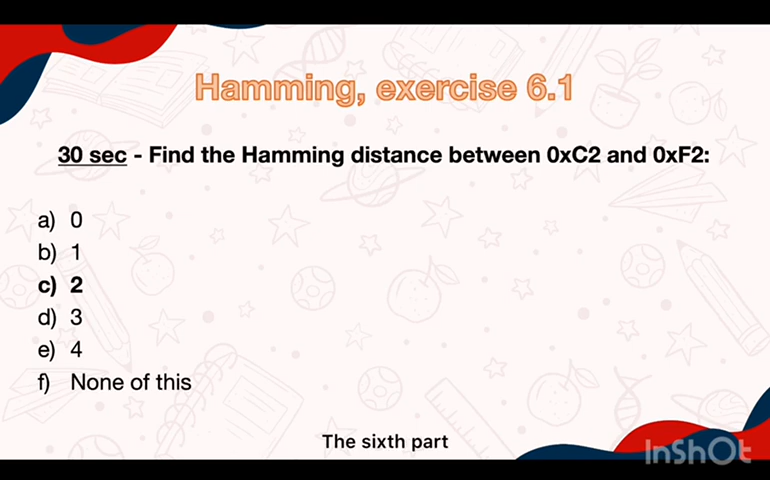 Hamming, exercise 6.1
30 sec - Find the Hamming distance between 0xC2 and 0xF2:
a) 0
b) 1
c) 2
d) 3
e) 4
f) None of this
The sixth part
InShOt